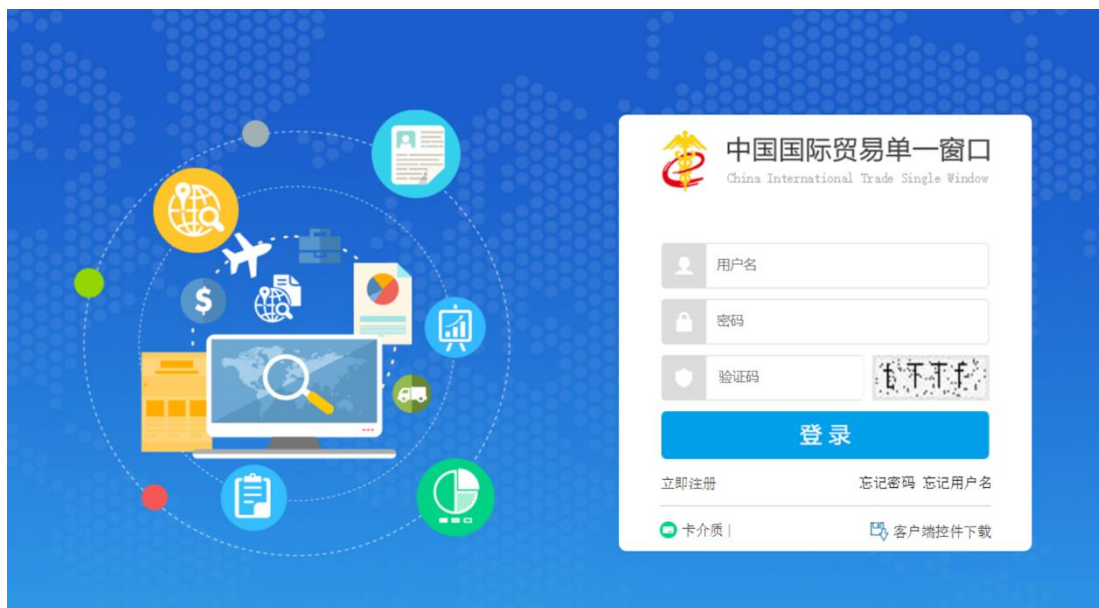 中国国际贸易单一窗口
China International Trade Single Window
用户名
密码
验证码
登录
立即注册 忘记密码 忘记用户名
卡介质 | 客户端控件下载